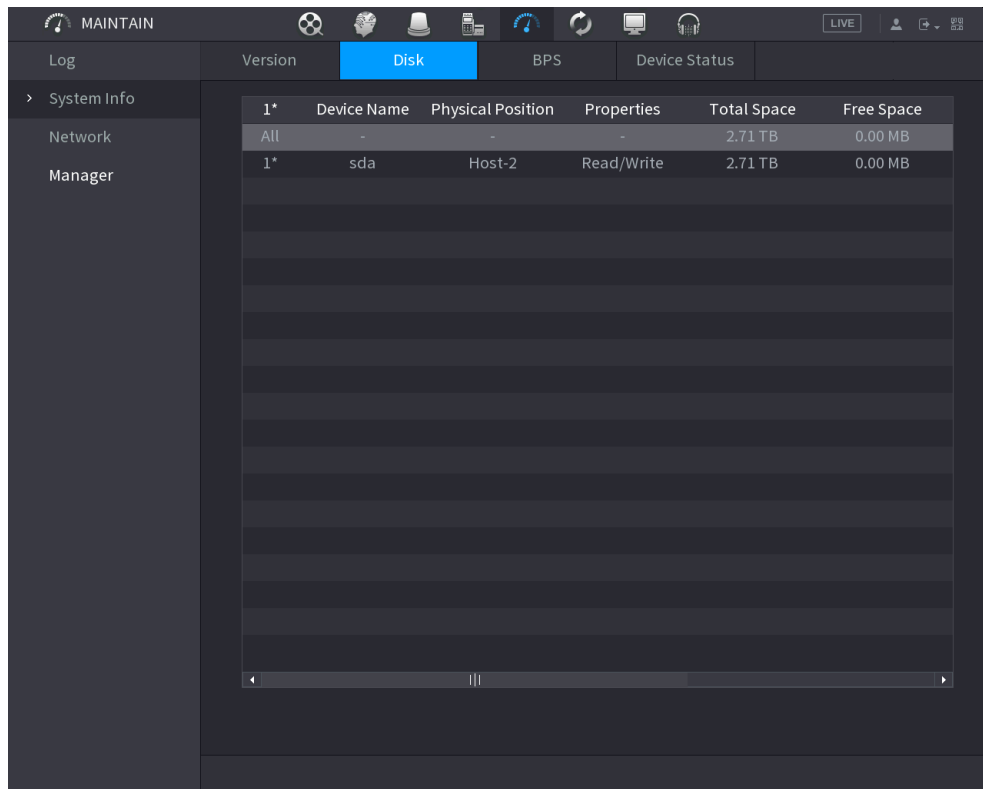 MAINTAIN LIVE
Log Version Disk BPS Device Status
System Info
Network
Manager
1* Device Name Physical Position Properties Total Space Free Space
All - - - 2.71 TB 0.00 MB
1* sda Host-2 Read/Write 2.71 TB 0.00 MB